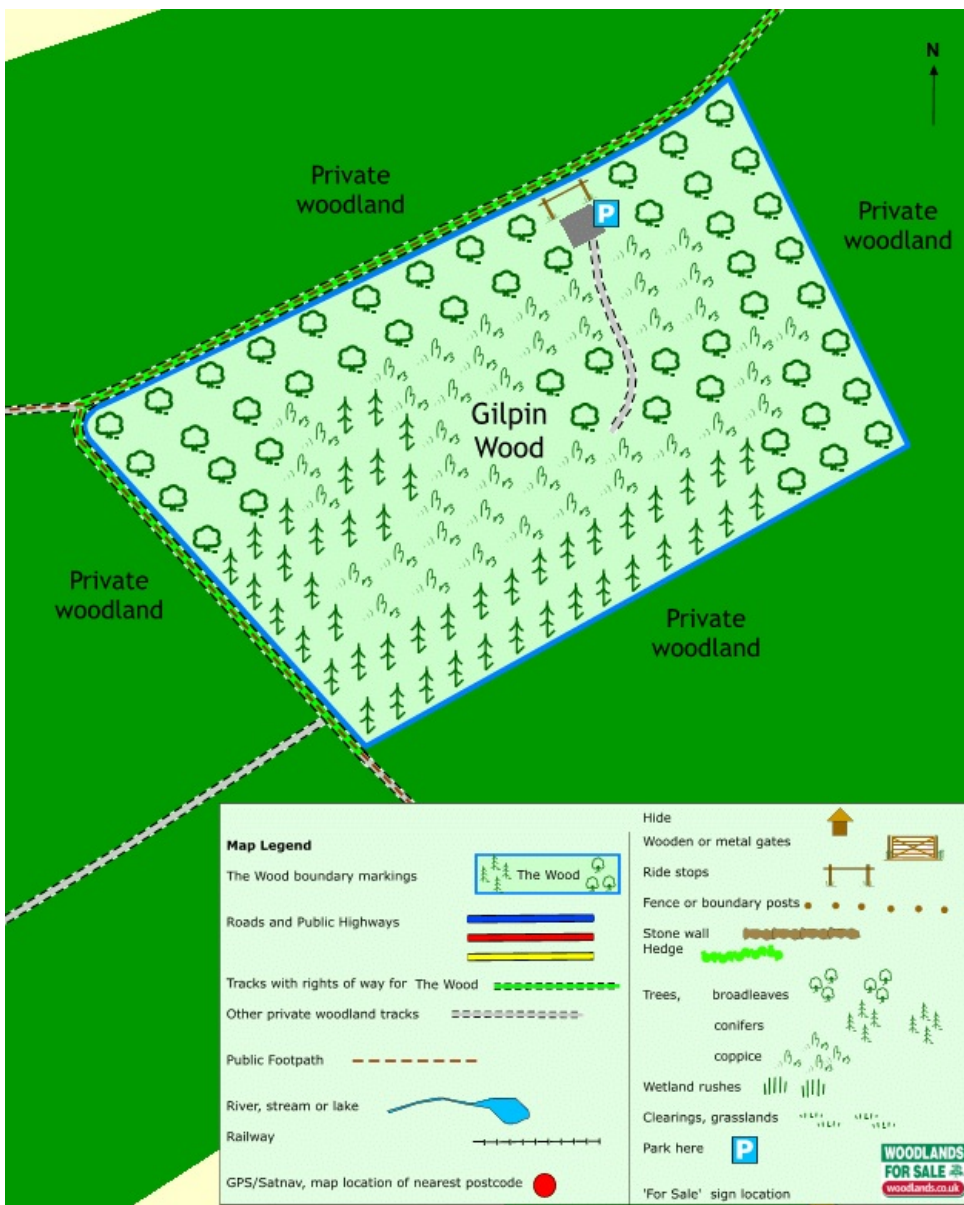 N
Private
woodland
Private
woodland
P
Gilpin
Wood
Private
woodland
Private
woodland
Map Legend
The Wood boundary markings
The Wood
Roads and Public Highways
Tracks with rights of way for The Wood
Other private woodland tracks
Public Footpath
River, stream or lake
Railway
GPS/Satnav, map location of nearest postcode
Hide
Wooden or metal gates
Ride stops
Fence or boundary posts
Stone wall
Hedge
Trees, broadleaves
conifers
coppice
Wetland rushes
Clearings, grasslands
Park here P
'For Sale' sign location
WOODLANDS
FOR SALE
woodlands.co.uk